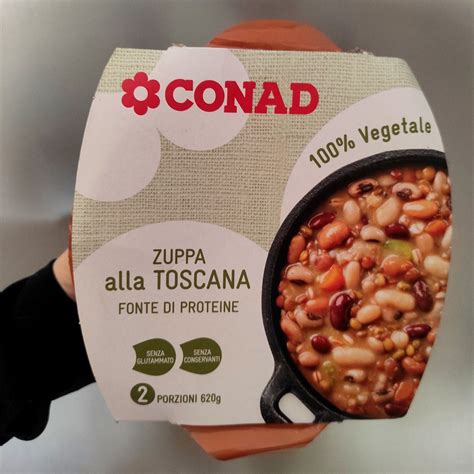 CONAD
100% Vegetale
ZUPPA
alla TOSCANA
FONTE DI PROTEINE
SENZA
GLUTAMMATO
SENZA
CONSERVANTI
2 PORZIONI 620g